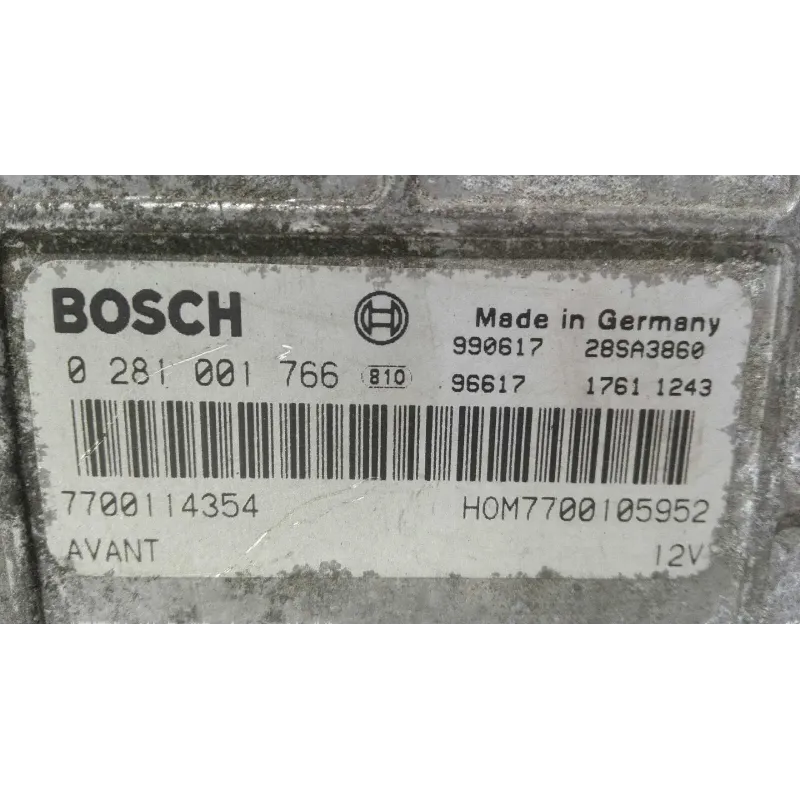 BOSCH
Made in Germany
990617 28SA3860
0 281 001 766 810 96617 1761 1243
7700114354 HOM7700105952
AVANT 12V